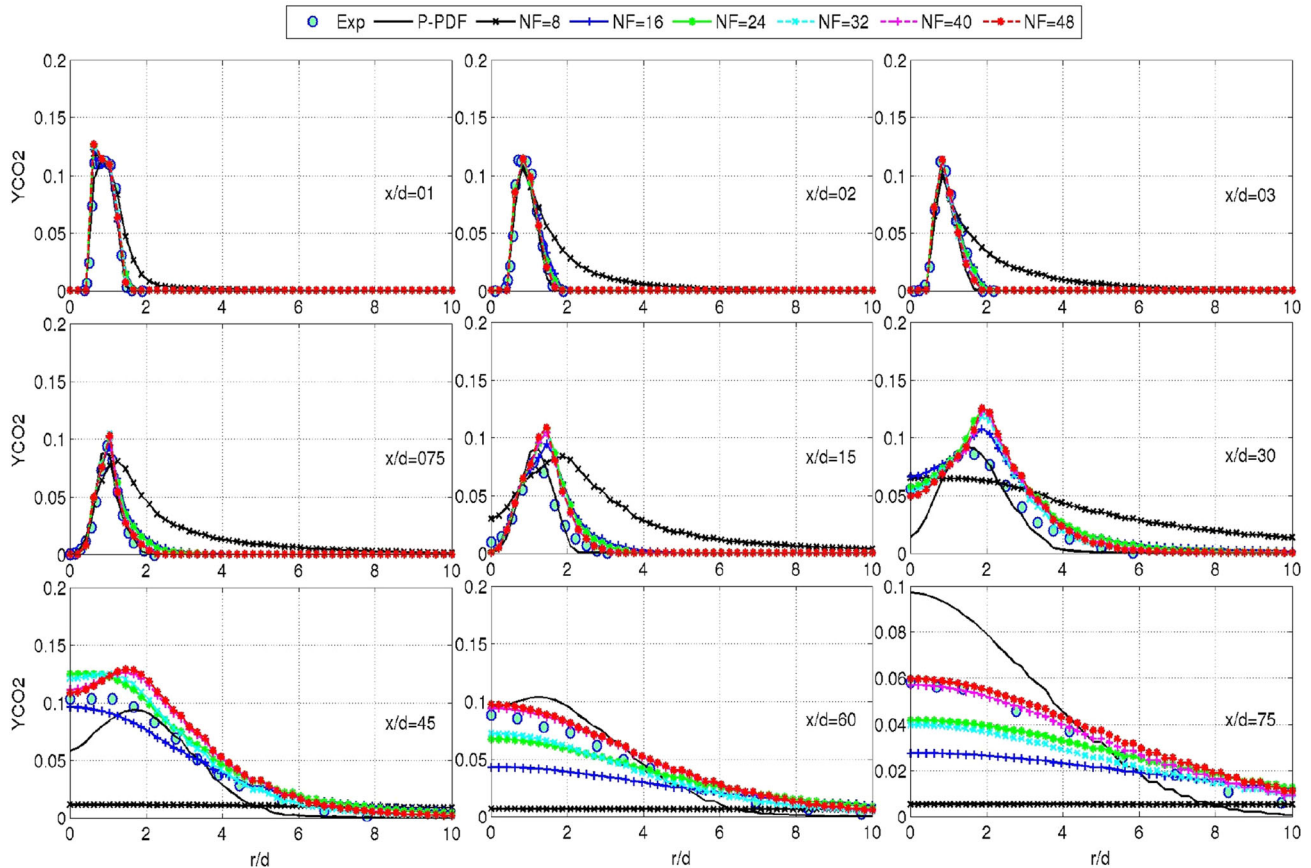 Exp P-PDF NF=8 NF=16 NF=24 NF=32 NF=40 NF=48
0.2 0.2 0.2
0.15 0.15 0.15
YCO2 0.1 0.1 0.1
x/d=01 x/d=02 x/d=03
0.05 0.05 0.05
0 0 0
0 2 4 6 8 10 0 2 4 6 8 10 0 2 4 6 8 10
0.2 0.2 0.2
0.15 0.15 0.15
YCO2 0.1 0.1 0.1
x/d=075 x/d=15 x/d=30
0.05 0.05 0.05
0 0 0
0 2 4 6 8 10 0 2 4 6 8 10 0 2 4 6 8 10
0.2 0.2 0.1
0.15 0.15 0.08
YCO2 0.1 0.1 0.06
x/d=45 x/d=60 x/d=75
0.04
0.05 0.05 0.02
0 0 0
0 2 4 6 8 10 0 2 4 6 8 10 0 2 4 6 8 10
r/d r/d r/d